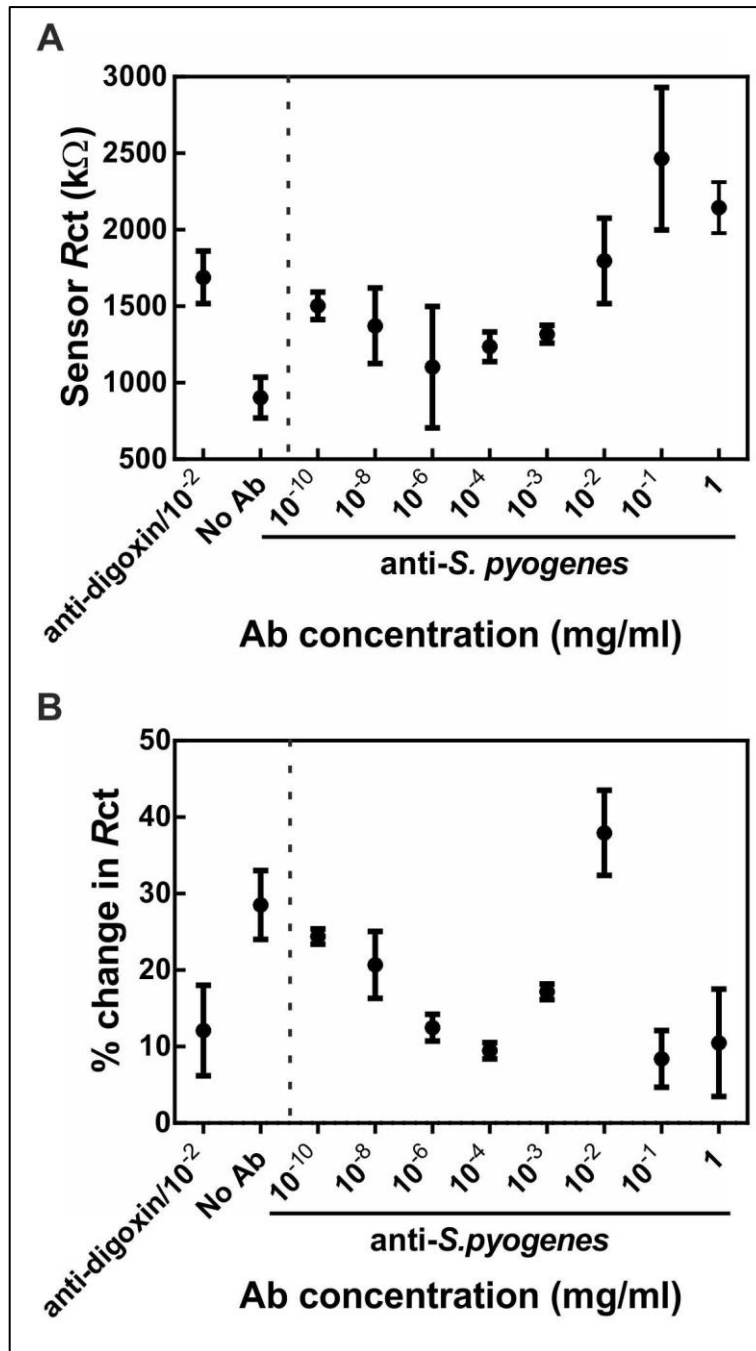 A
Sensor Rct (kΩ)
3000
2500
2000
1500
1000
500
anti-digoxin/10⁻²
No Ab
10⁻¹⁰
10⁻⁸
10⁻⁶
10⁻⁴
10⁻³
10⁻²
10⁻¹
1
anti-S. pyogenes
Ab concentration (mg/ml)
B
% change in Rct
50
40
30
20
10
0
anti-digoxin/10⁻²
No Ab
10⁻¹⁰
10⁻⁸
10⁻⁶
10⁻⁴
10⁻³
10⁻²
10⁻¹
1
anti-S.pyogenes
Ab concentration (mg/ml)